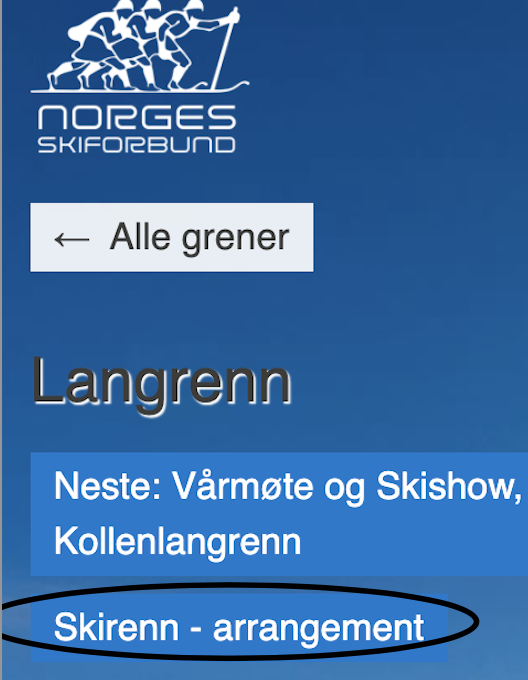 NORGES
SKIFORBUND
← Alle grener
Langrenn
Neste: Vårmøte og Skishow,
Kollenlangrenn
Skirenn - arrangement